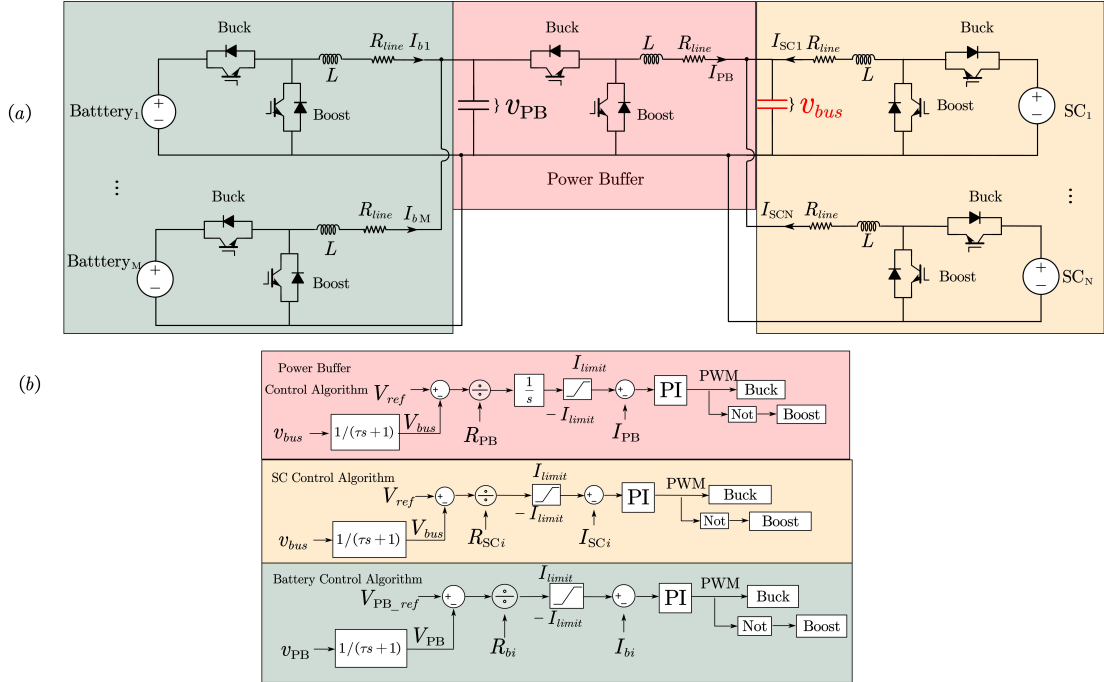 (a)
Buck
R_line I_b1
L
Batttery_1
Boost
⋮
Buck
R_line I_bM
L
Batttery_M
Boost
Buck
L R_line
I_PB
} v_PB
Boost
Power Buffer
I_SC1 R_line
Buck
L
} v_bus
Boost
SC_1
⋮
Buck
I_SCN R_line
L
Boost
SC_N
(b)
Power Buffer
Control Algorithm V_ref
I_limit
PWM
Buck
1/s
PI
− I_limit
Not
Boost
v_bus
1/(τs+1)
V_bus
R_PB
I_PB
SC Control Algorithm
I_limit
V_ref
PWM
PI
Buck
− I_limit
Not
Boost
v_bus
1/(τs+1)
V_bus
R_SCi
I_SCi
Battery Control Algorithm
I_limit
V_PB_ref
PWM
PI
Buck
− I_limit
Not
Boost
v_PB
1/(τs+1)
V_PB
R_bi
I_bi